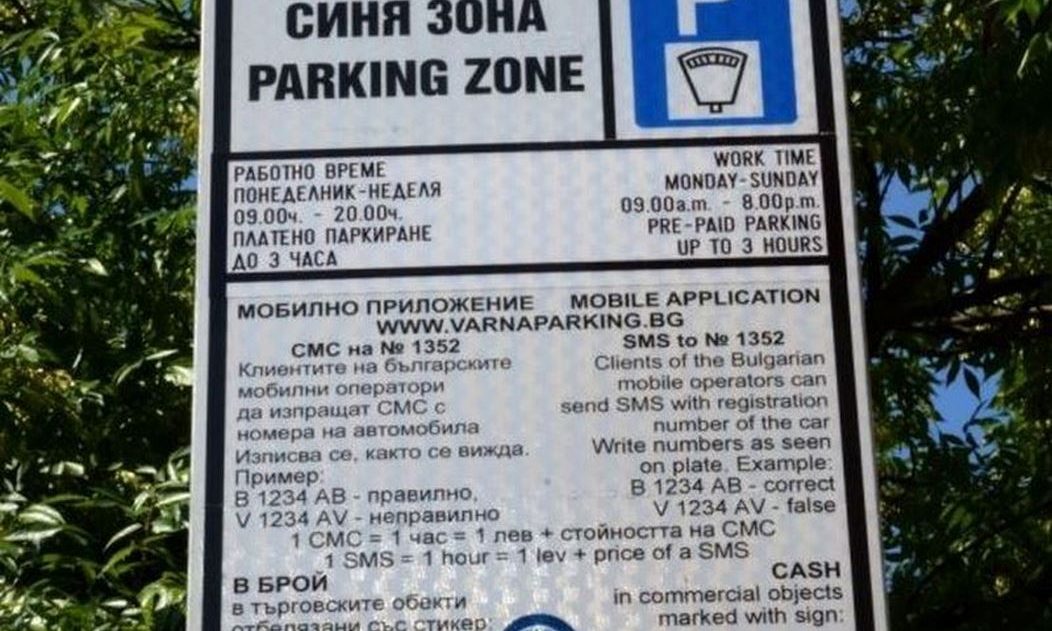 СИНЯ ЗОНА
PARKING ZONE
P
РАБОТНО ВРЕМЕ
ПОНЕДЕЛНИК-НЕДЕЛЯ
09.00ч. - 20.00ч.
ПЛАТЕНО ПАРКИРАНЕ
ДО 3 ЧАСА
WORK TIME
MONDAY-SUNDAY
09.00a.m. - 8.00p.m.
PRE-PAID PARKING
UP TO 3 HOURS
МОБИЛНО ПРИЛОЖЕНИЕ MOBILE APPLICATION
WWW.VARNAPARKING.BG
СМС на № 1352
Клиентите на българските
мобилни оператори
да изпращат СМС с
номера на автомобила
Изписва се, както се вижда.
Пример:
В 1234 АВ - правилно,
V 1234 AV - неправилно
SMS to № 1352
Clients of the Bulgarian
mobile operators can
send SMS with registration
number of the car
Write numbers as seen
on plate. Example:
B 1234 AB - correct
V 1234 AV - false
1 СМС = 1 час = 1 лев + стойността на СМС
1 SMS = 1 hour = 1 lev + price of a SMS
В БРОЙ
в търговските обекти
отбелязани със стикер:
CASH
in commercial objects
marked with sign: